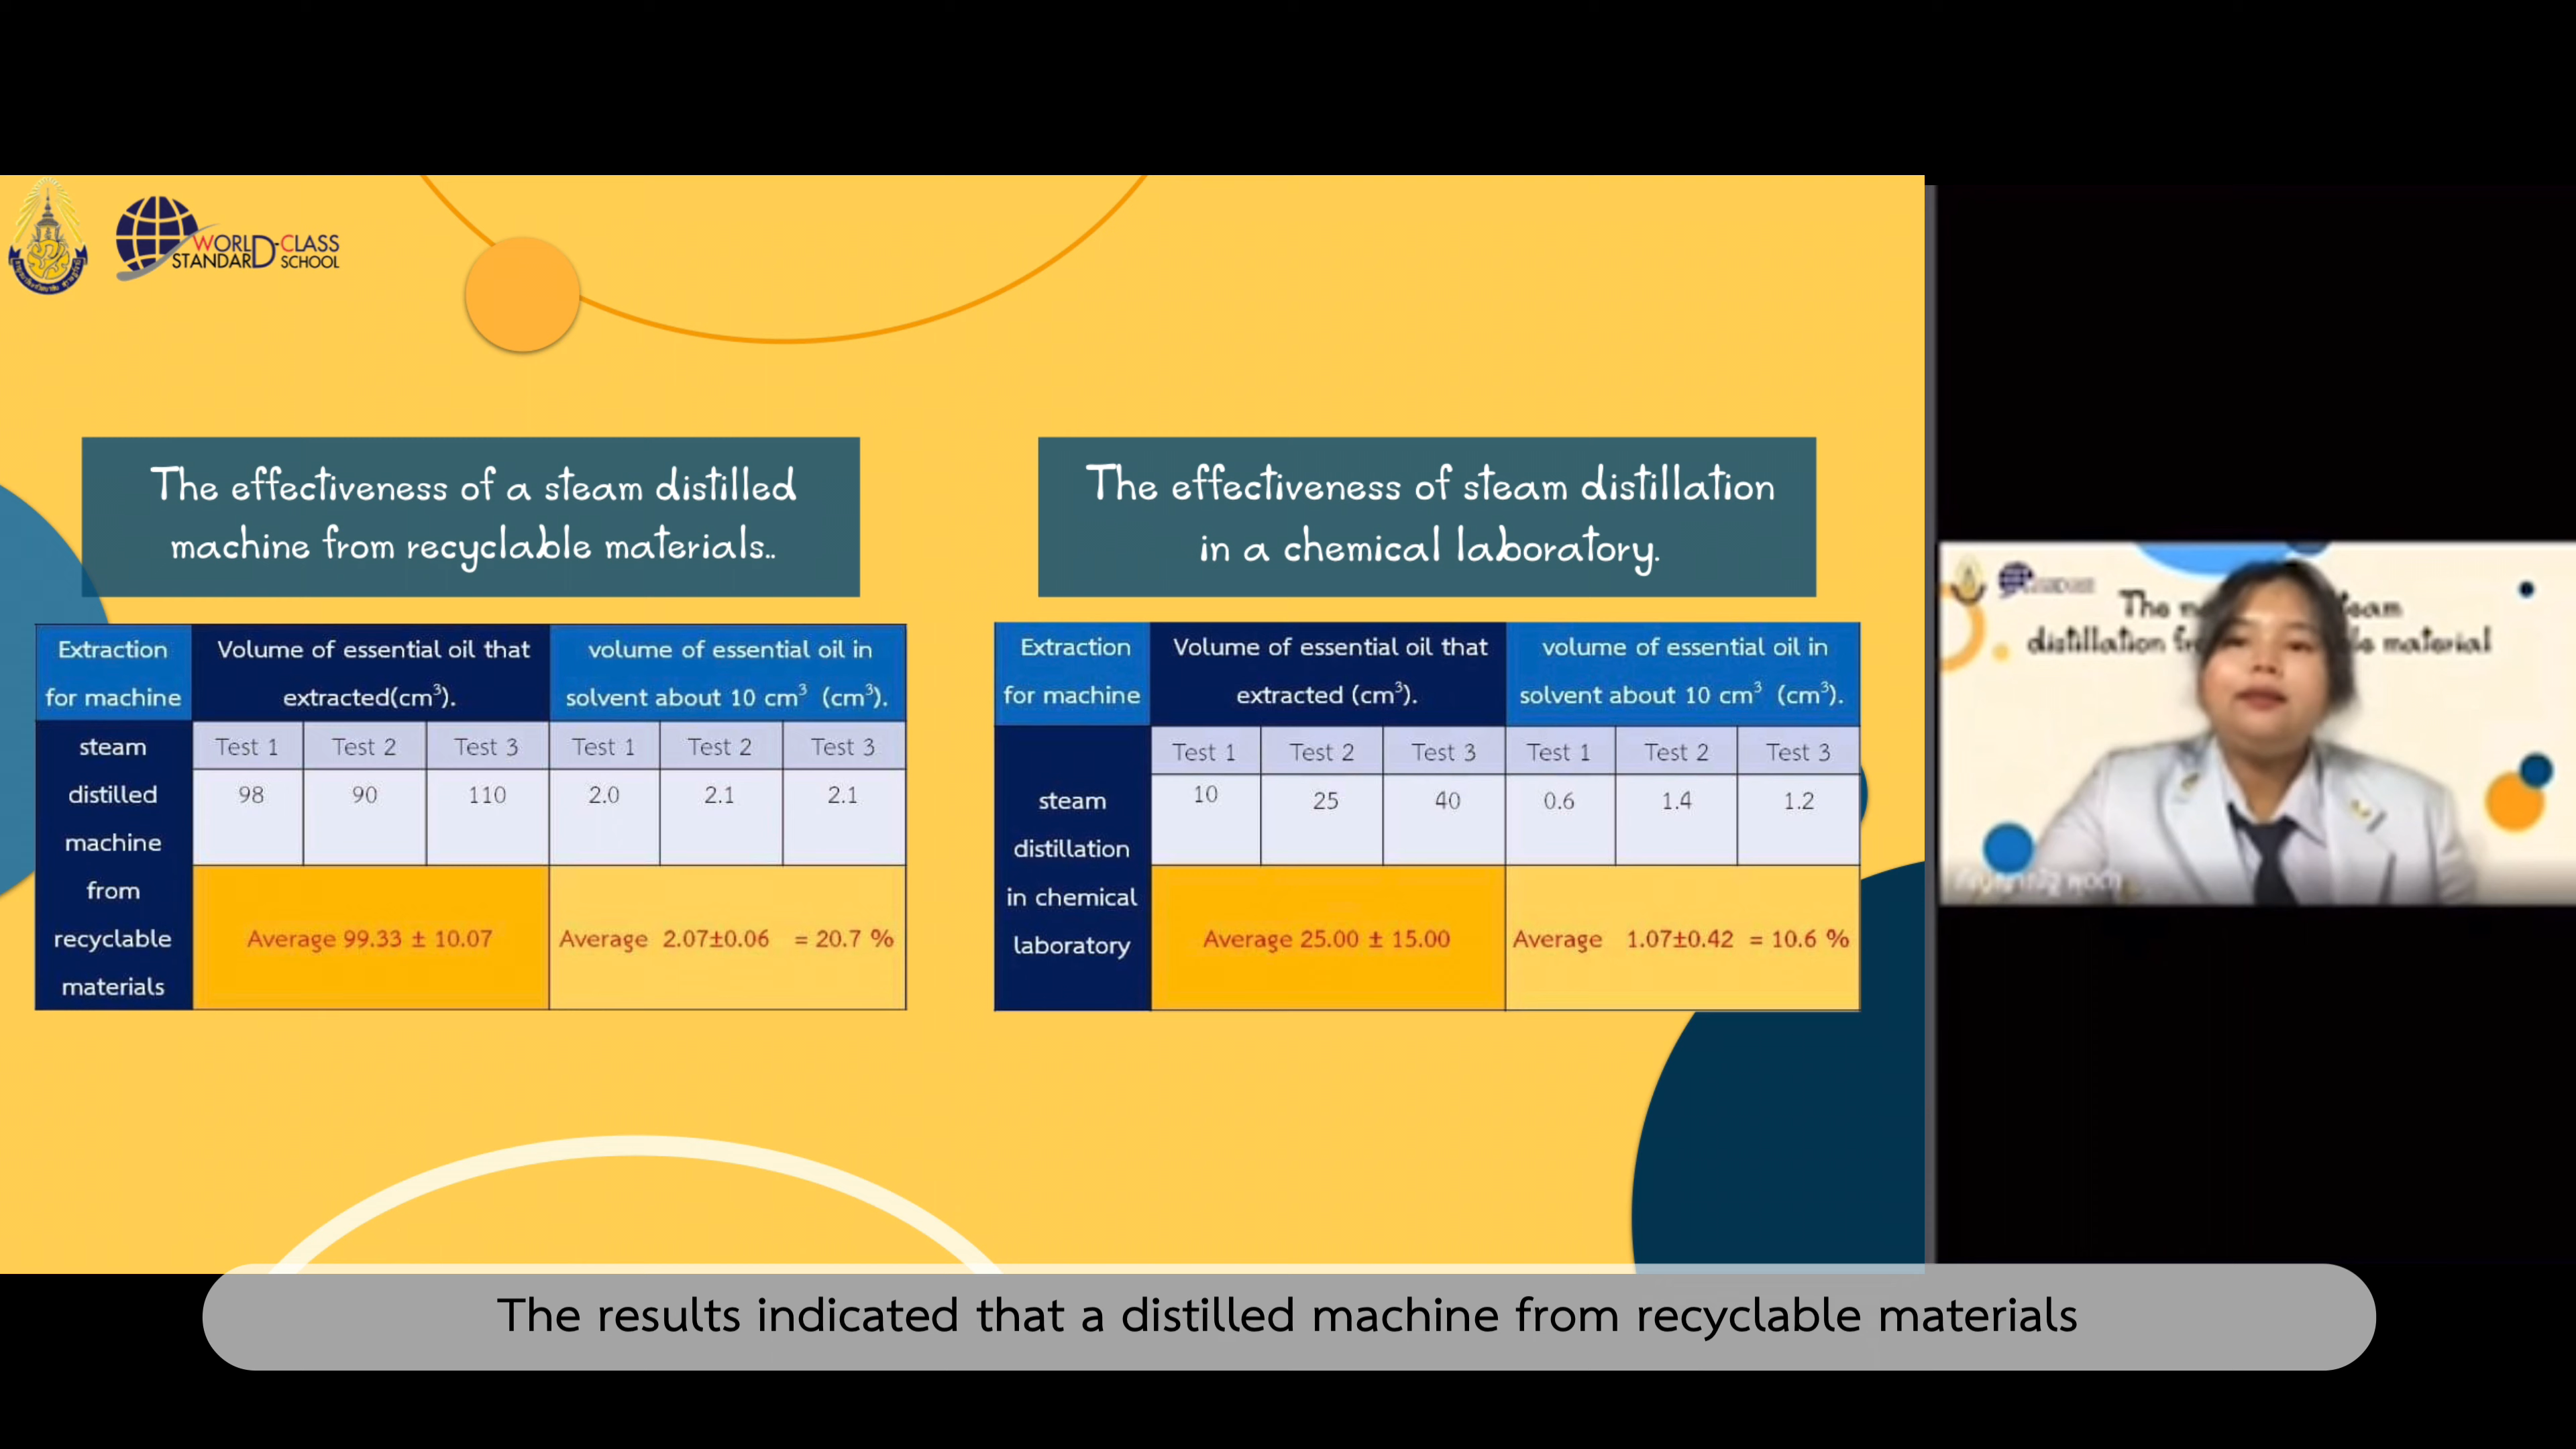 WORLD-CLASS
STANDARD SCHOOL
The effectiveness of a steam distilled
machine from recyclable materials..
Extraction
for machine
Volume of essential oil that
extracted(cm³).
volume of essential oil in
solvent about 10 cm³ (cm³).
steam
distilled
machine
from
recyclable
materials
Test 1 Test 2 Test 3 Test 1 Test 2 Test 3
98 90 110 2.0 2.1 2.1
Average 99.33 ± 10.07
Average 2.07±0.06 = 20.7 %
The effectiveness of steam distillation
in a chemical laboratory.
Extraction
for machine
Volume of essential oil that
extracted (cm³).
volume of essential oil in
solvent about 10 cm³ (cm³).
steam
distillation
in chemical
laboratory
Test 1 Test 2 Test 3 Test 1 Test 2 Test 3
10 25 40 0.6 1.4 1.2
Average 25.00 ± 15.00
Average 1.07±0.42 = 10.6 %
The
distillation material
The results indicated that a distilled machine from recyclable materials